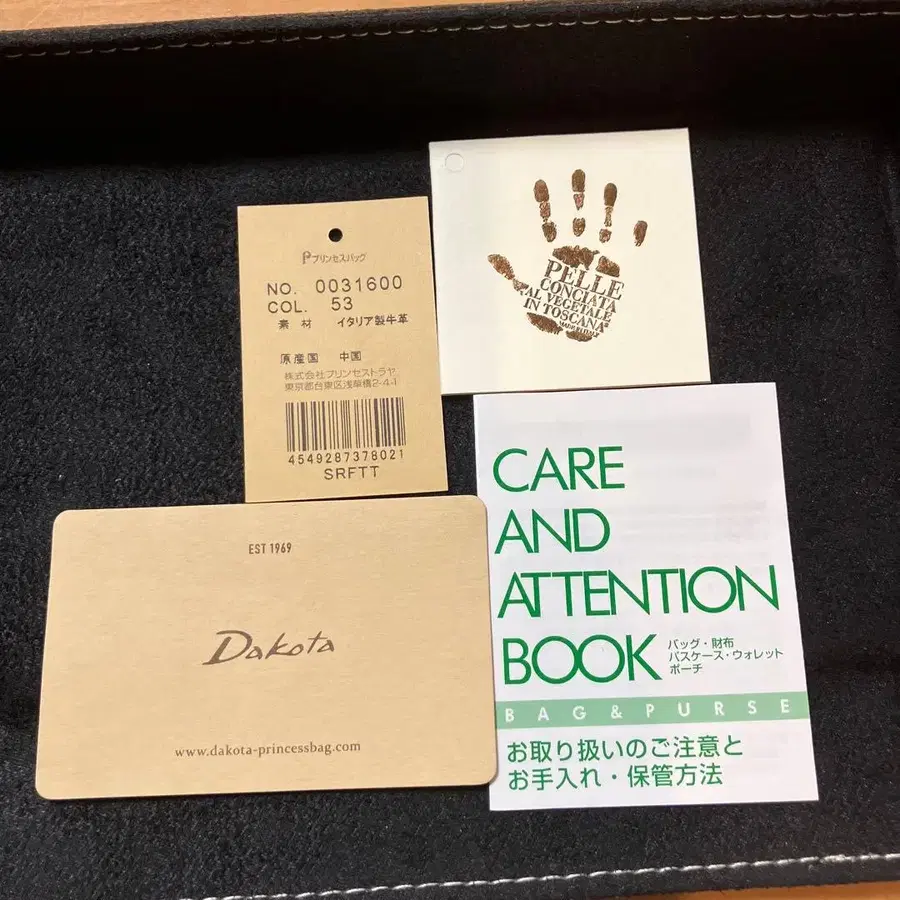 プリンセスバッグ
NO. 0031600
COL. 53
素材 イタリア製牛革
原産国 中国
株式会社プリンセストラヤ
東京都台東区浅草橋2-4-1
4549287378021
SRFTT
PELLE
CONCIATA
AL VEGETALE
IN TOSCANA
MADE IN ITALY
EST 1969
Dakota
www.dakota-princessbag.com
CARE
AND
ATTENTION
BOOK
バッグ・財布
パスケース・ウォレット
ポーチ
BAG & PURSE
お取り扱いのご注意と
お手入れ・保管方法